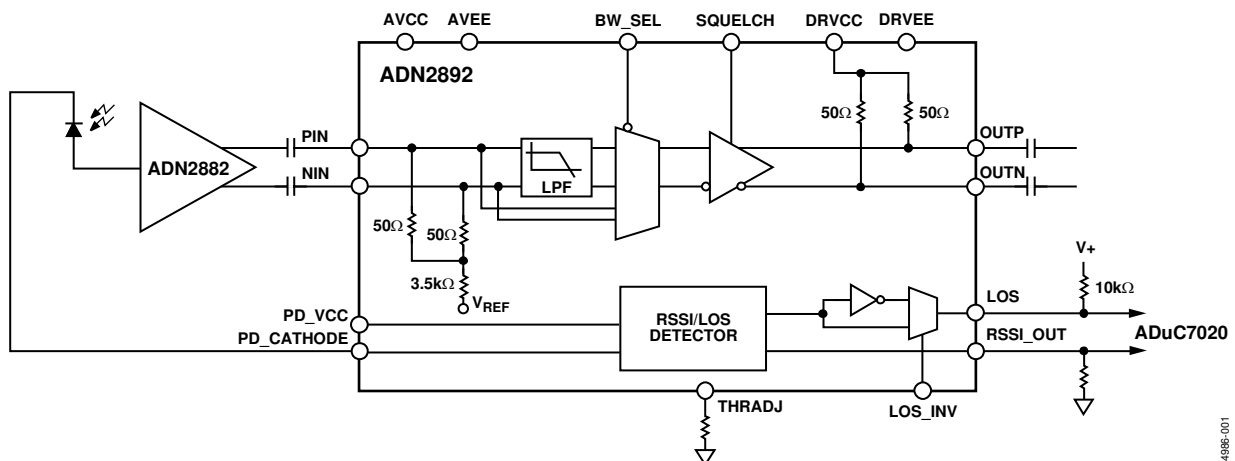 AVCC AVEE BW_SEL SQUELCH DRVCC DRVEE
ADN2892
50Ω 50Ω
ADN2882
PIN
NIN
LPF
OUTP
OUTN
50Ω 50Ω
3.5kΩ
VREF
V+
10kΩ
PD_VCC
PD_CATHODE
RSSI/LOS
DETECTOR
LOS
RSSI_OUT
ADuC7020
THRADJ
LOS_INV
4986-001